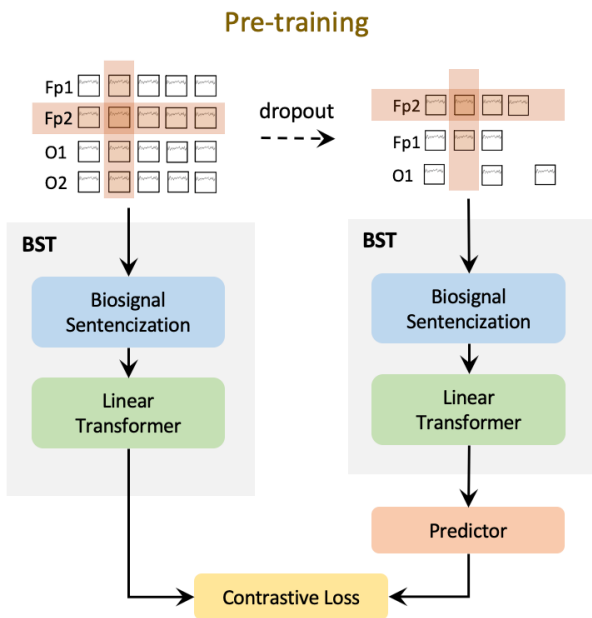 Pre-training
Fp1
Fp2
O1
O2
dropout
Fp2
Fp1
O1
BST
Biosignal
Sentencization
Linear
Transformer
BST
Biosignal
Sentencization
Linear
Transformer
Predictor
Contrastive Loss